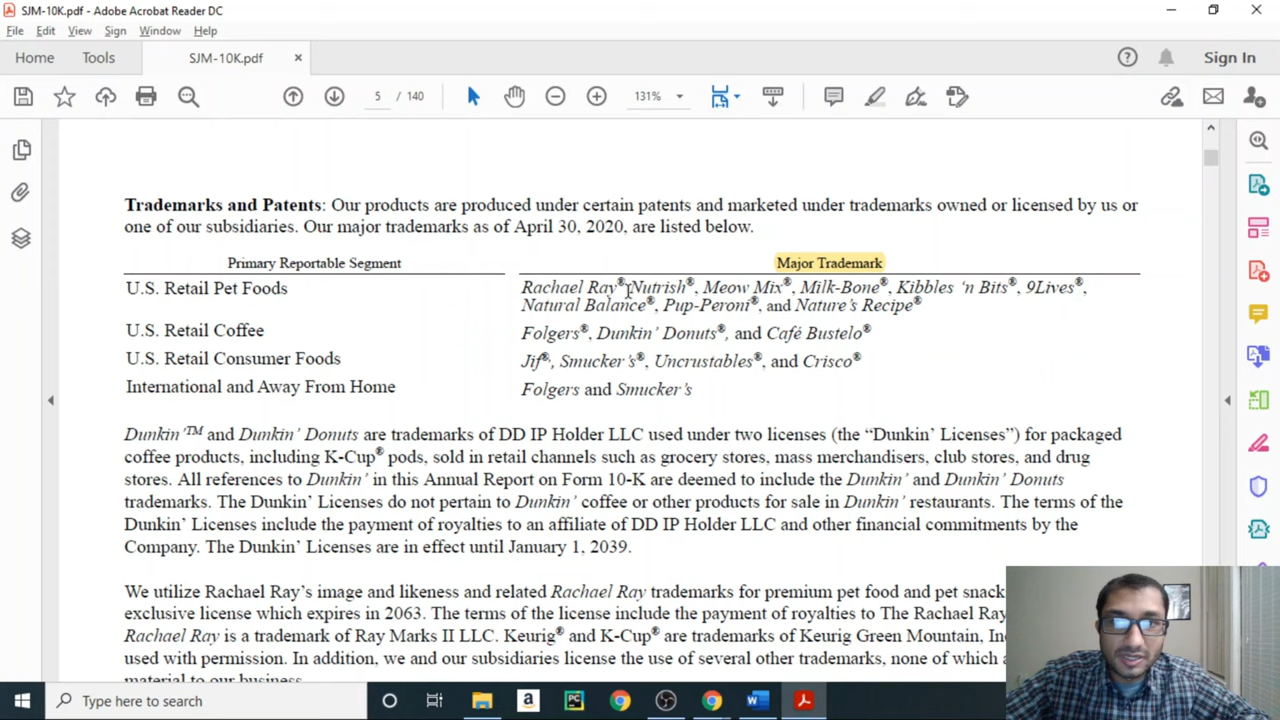 SJM-10K.pdf - Adobe Acrobat Reader DC
File Edit View Sign Window Help
Home Tools SJM-10K.pdf × Sign In
5 / 140 131%
Trademarks and Patents: Our products are produced under certain patents and marketed under trademarks owned or licensed by us or
one of our subsidiaries. Our major trademarks as of April 30, 2020, are listed below.
Primary Reportable Segment Major Trademark
U.S. Retail Pet Foods Rachael Ray® Nutrish®, Meow Mix®, Milk-Bone®, Kibbles ‘n Bits®, 9Lives®,
Natural Balance®, Pup-Peroni®, and Nature’s Recipe®
U.S. Retail Coffee Folgers®, Dunkin’ Donuts®, and Café Bustelo®
U.S. Retail Consumer Foods Jif®, Smucker’s®, Uncrustables®, and Crisco®
International and Away From Home Folgers and Smucker’s
Dunkin’™ and Dunkin’ Donuts are trademarks of DD IP Holder LLC used under two licenses (the “Dunkin’ Licenses”) for packaged
coffee products, including K-Cup® pods, sold in retail channels such as grocery stores, mass merchandisers, club stores, and drug
stores. All references to Dunkin’ in this Annual Report on Form 10-K are deemed to include the Dunkin’ and Dunkin’ Donuts
trademarks. The Dunkin’ Licenses do not pertain to Dunkin’ coffee or other products for sale in Dunkin’ restaurants. The terms of the
Dunkin’ Licenses include the payment of royalties to an affiliate of DD IP Holder LLC and other financial commitments by the
Company. The Dunkin’ Licenses are in effect until January 1, 2039.
We utilize Rachael Ray’s image and likeness and related Rachael Ray trademarks for premium pet food and pet snack
exclusive license which expires in 2063. The terms of the license include the payment of royalties to The Rachael Ray
Rachael Ray is a trademark of Ray Marks II LLC. Keurig® and K-Cup® are trademarks of Keurig Green Mountain, Inc
used with permission. In addition, we and our subsidiaries license the use of several other trademarks, none of which a
material to our business.
Type here to search